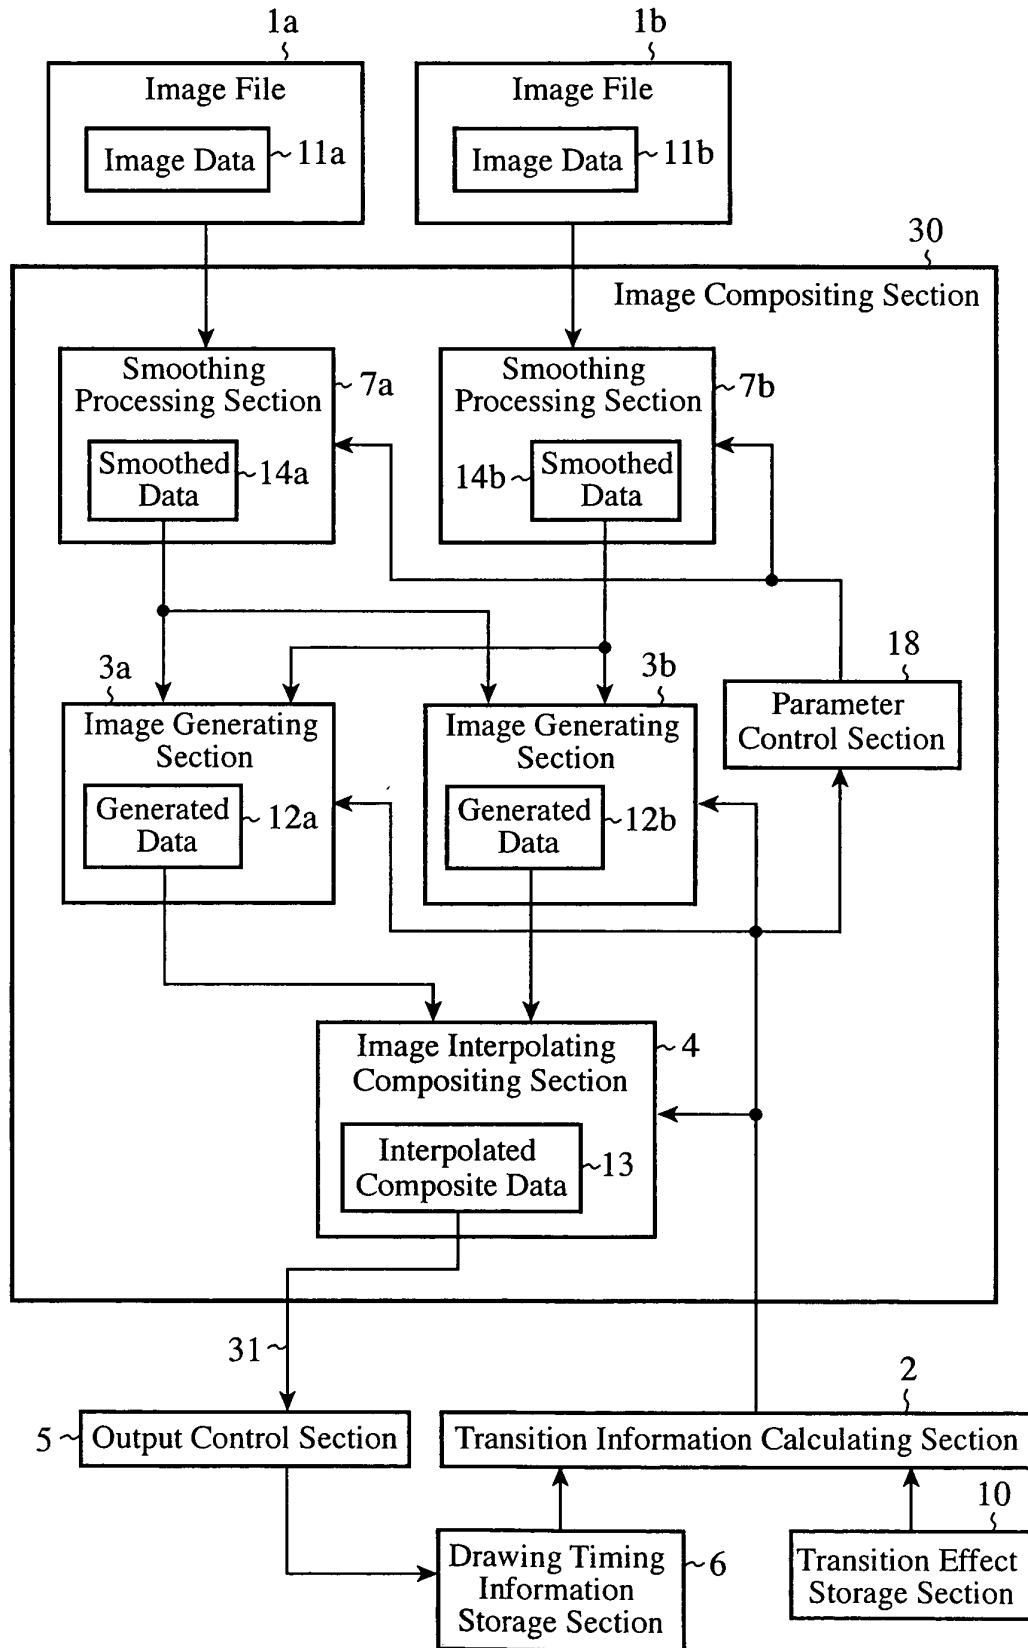 1a
1b
Image File
Image File
Image Data
11a
Image Data
11b
30
Image Compositing Section
Smoothing
Processing Section
7a
Smoothing
Processing Section
7b
Smoothed
Data
14a
14b
Smoothed
Data
3a
3b
18
Image Generating
Section
Image Generating
Section
Parameter
Control Section
Generated
Data
12a
Generated
Data
12b
Image Interpolating
Compositing Section
4
Interpolated
Composite Data
13
31
2
5
Output Control Section
Transition Information Calculating Section
10
Drawing Timing
Information
Storage Section
6
Transition Effect
Storage Section